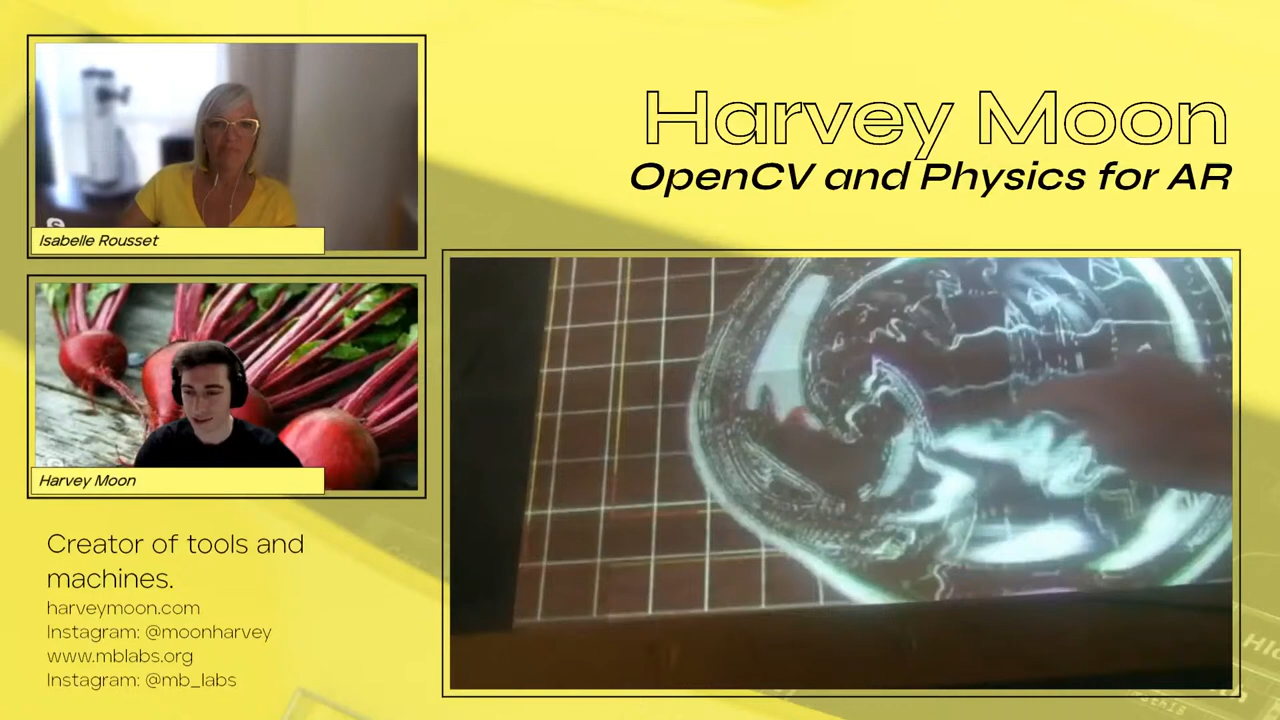 Harvey Moon
OpenCV and Physics for AR
Isabelle Rousset
Harvey Moon
Creator of tools and
machines.
harveymoon.com
Instagram: @moonharvey
www.mblabs.org
Instagram: @mb_labs